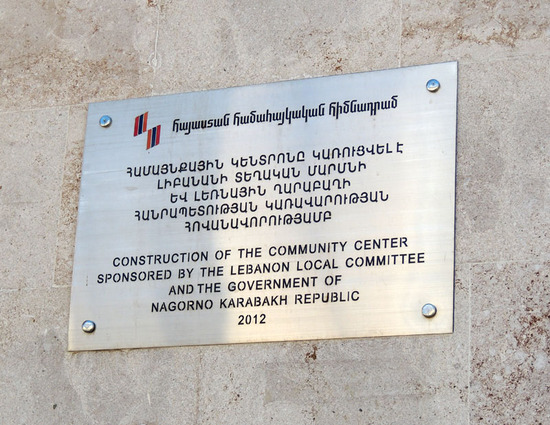 հայաստան համահայկական հիմնադրամ
ՀԱՄԱՅՆՔԱՅԻՆ ԿԵՆՏՐՈՆԸ ԿԱՌՈՒՑՎԵԼ Է
ԼԻԲԱՆԱՆԻ ՏԵՂԱԿԱՆ ՄԱՐՄՆԻ
ԵՎ ԼԵՌՆԱՅԻՆ ՂԱՐԱԲԱՂԻ
ՀԱՆՐԱՊԵՏՈՒԹՅԱՆ ԿԱՌԱՎԱՐՈՒԹՅԱՆ
ՀՈՎԱՆԱՎՈՐՈՒԹՅԱՄԲ
CONSTRUCTION OF THE COMMUNITY CENTER
SPONSORED BY THE LEBANON LOCAL COMMITTEE
AND THE GOVERNMENT OF
NAGORNO KARABAKH REPUBLIC
2012